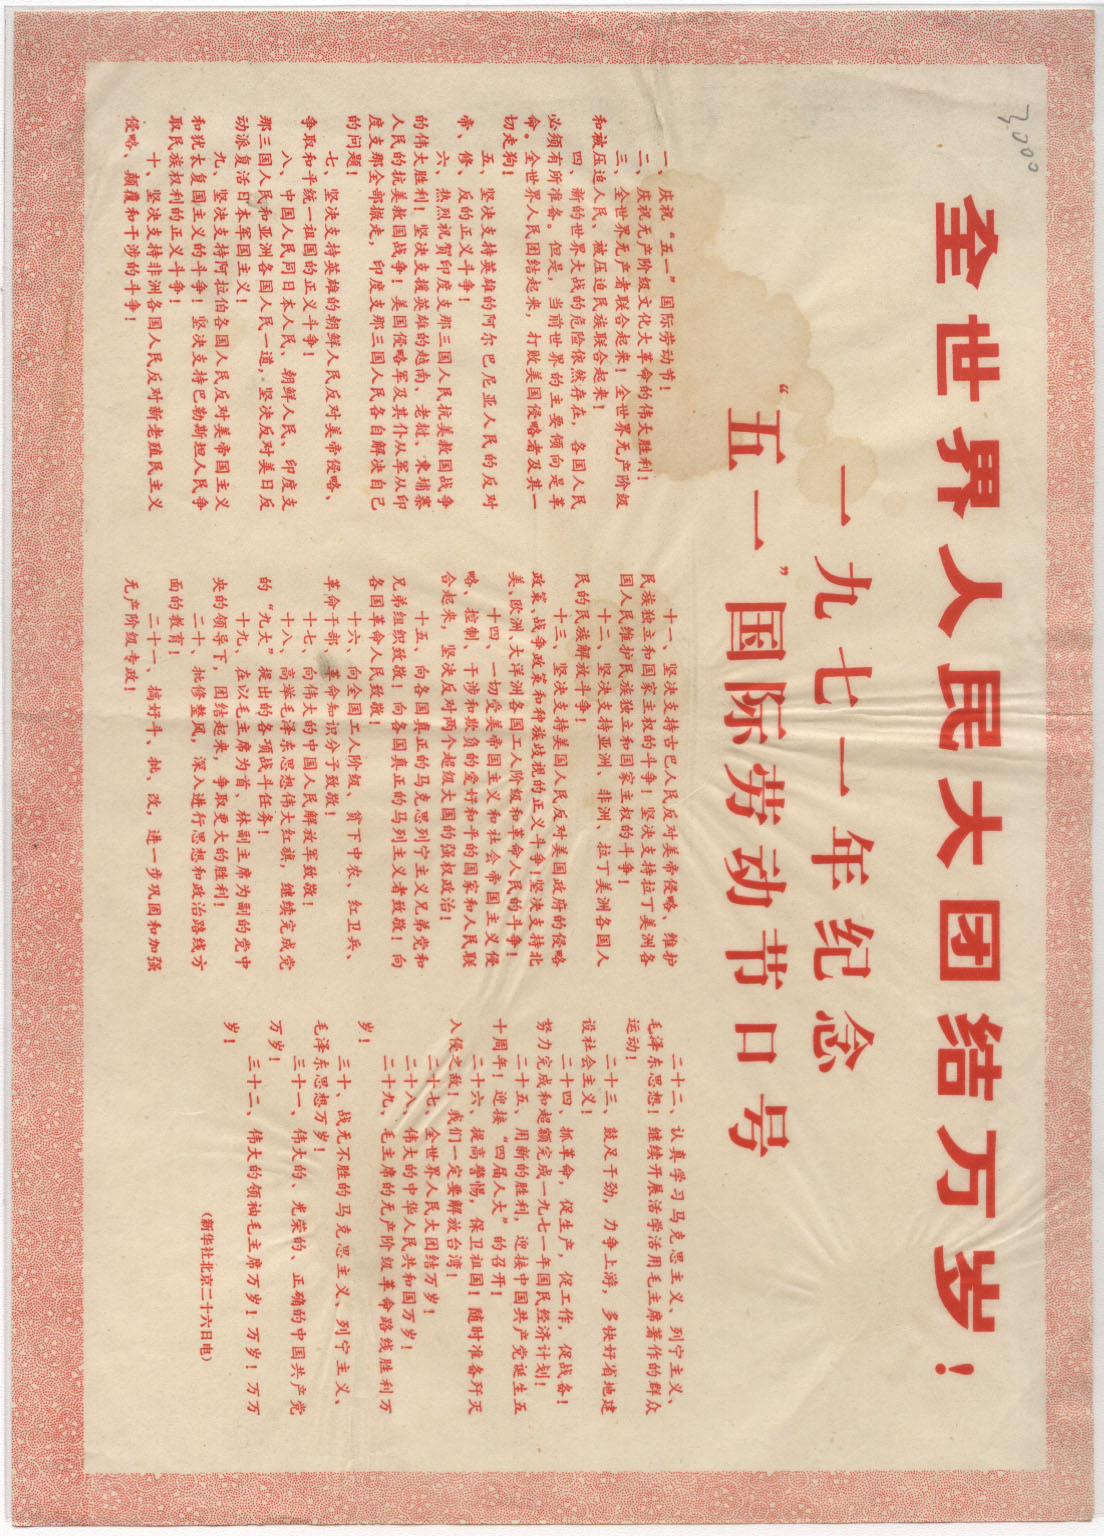 3,000
全世界人民大团结万岁！
一九七一年纪念
“五一”国际劳动节口号
一、庆祝“五一”国际劳动节！
二、庆祝无产阶级文化大革命的伟大胜利！
三、全世界无产者联合起来！全世界无产阶级
和被压迫人民、被压迫民族联合起来！
四、新的世界大战的危险依然存在，各国人民
必须有所准备。但是，当前世界的主要倾向是革
命。全世界人民团结起来，打败美国侵略者及其一
切走狗！
五、坚决支持英雄的阿尔巴尼亚人民的反对
帝、修、反的正义斗争！
六、热烈祝贺印度支那三国人民抗美救国战争
的伟大胜利！坚决支援英雄的越南、老挝、柬埔寨
人民的抗美救国战争！美国侵略军及其仆从军从印
度支那全部撤走，印度支那三国人民各自解决自己
的问题！
七、坚决支持英雄的朝鲜人民反对美帝侵略、
争取和平统一祖国的正义斗争！
八、中国人民同日本人民、朝鲜人民、印度支
那三国人民和亚洲各国人民一道，坚决反对美日反
动派复活日本军国主义！
九、坚决支持阿拉伯各国人民反对美帝国主义
和犹太复国主义的斗争！坚决支持巴勒斯坦人民争
取民族权利的正义斗争！
十、坚决支持非洲各国人民反对新老殖民主义
侵略、颠覆和干涉的斗争！
十一、坚决支持古巴人民反对美帝侵略、维护
民族独立和国家主权的斗争！坚决支持拉丁美洲各
国人民维护民族独立和国家主权的斗争！
十二、坚决支持亚洲、非洲、拉丁美洲各国人
民的民族解放斗争！
十三、坚决支持美国人民反对美国政府的侵略
政策、战争政策和种族歧视的正义斗争！坚决支持北
美、欧洲、大洋洲各国工人阶级和革命人民的斗争！
十四、一切受美帝国主义和社会帝国主义侵
略、控制、干涉和欺负的爱好和平的国家和人民联
合起来，坚决反对两个超级大国的强权政治！
十五、向各国真正的马克思列宁主义兄弟党和
兄弟组织致敬！向各国真正的马列主义者致敬！向
各国革命人民致敬！
十六、向全国工人阶级、贫下中农、红卫兵、
革命干部、革命知识分子致敬！
十七、向伟大的中国人民解放军致敬！
十八、高举毛泽东思想伟大红旗，继续完成党
的“九大”提出的各项战斗任务！
十九、在以毛主席为首、林副主席为副的党中
央的领导下，团结起来，争取更大的胜利！
二十、批修整风，深入进行思想和政治路线方
面的教育！
二十一、搞好斗、批、改，进一步巩固和加强
无产阶级专政！
二十二、认真学习马克思主义、列宁主义、
毛泽东思想！继续开展活学活用毛主席著作的群众
运动！
二十三、鼓足干劲，力争上游，多快好省地建
设社会主义！
二十四、抓革命，促生产，促工作，促战备！
努力完成和超额完成一九七一年国民经济计划！
二十五、用新的胜利，迎接中国共产党诞生五
十周年！迎接“四届人大”的召开！
二十六、提高警惕，保卫祖国！随时准备歼灭
入侵之敌！我们一定要解放台湾！
二十七、全世界人民大团结万岁！
二十八、伟大的中华人民共和国万岁！
二十九、毛主席的无产阶级革命路线胜利万
岁！
三十、战无不胜的马克思主义、列宁主义、
毛泽东思想万岁！
三十一、伟大的、光荣的、正确的中国共产党
万岁！
三十二、伟大的领袖毛主席万岁！万岁！万万
岁！
（新华社北京二十六日电）